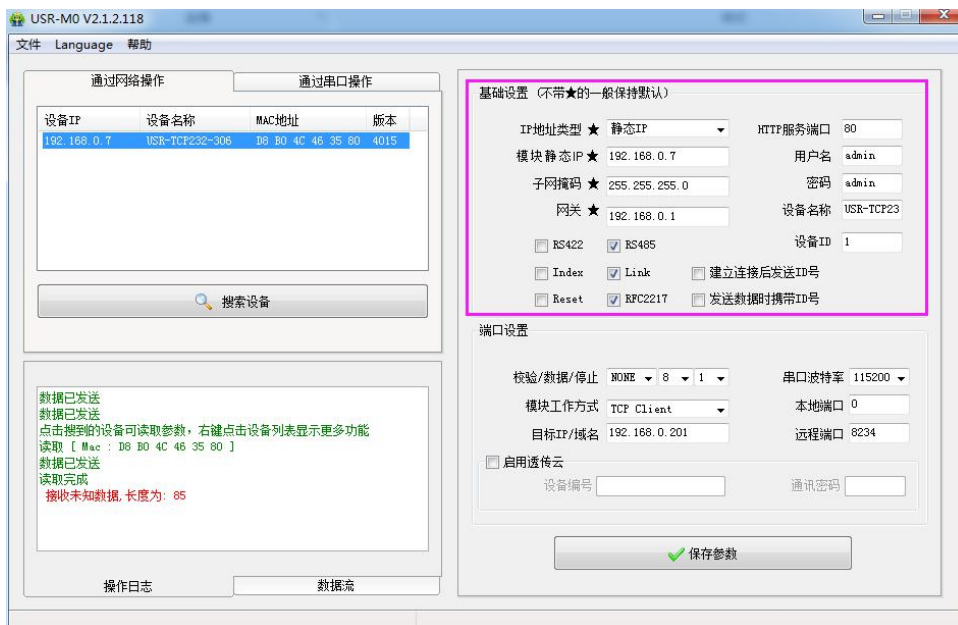 USR-M0 V2.1.2.118
文件 Language 帮助
通过网络操作 通过串口操作
设备IP 设备名称 MAC地址 版本
192.168.0.7 USR-TCP232-306 D8 B0 4C 46 35 80 4015
搜索设备
数据已发送
数据已发送
点击搜到的设备可读取参数，右键点击设备列表显示更多功能
读取 [ Mac : D8 B0 4C 46 35 80 ]
数据已发送
读取完成
接收未知数据,长度为: 85
操作日志 数据流
基础设置（不带★的一般保持默认）
IP地址类型 ★ 静态IP HTTP服务端口 80
模块静态IP★ 192.168.0.7 用户名 admin
子网掩码 ★ 255.255.255.0 密码 admin
网关 ★ 192.168.0.1 设备名称 USR-TCP23
RS422 RS485 设备ID 1
Index Link 建立连接后发送ID号
Reset RFC2217 发送数据时携带ID号
端口设置
校验/数据/停止 NONE 8 1 串口波特率 115200
模块工作方式 TCP Client 本地端口 0
目标IP/域名 192.168.0.201 远程端口 8234
启用透传云
设备编号 通讯密码
保存参数